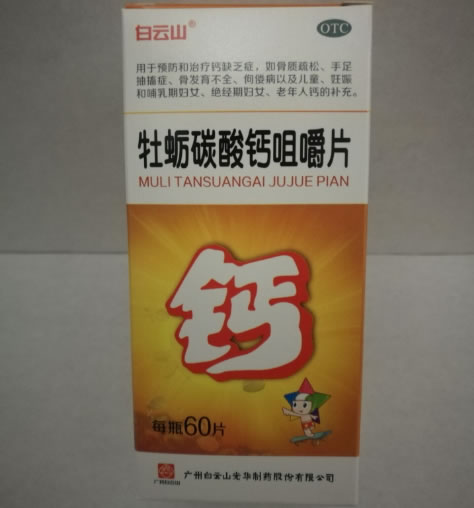 白云山®
OTC
用于预防和治疗钙缺乏症，如骨质疏松、手足
抽搐症、骨发育不全、佝偻病以及儿童、妊娠
和哺乳期妇女、绝经期妇女、老年人钙的补充。
牡蛎碳酸钙咀嚼片
MULI TANSUANGAI JUJUE PIAN
钙
每瓶60片
广州白云山光华制药股份有限公司